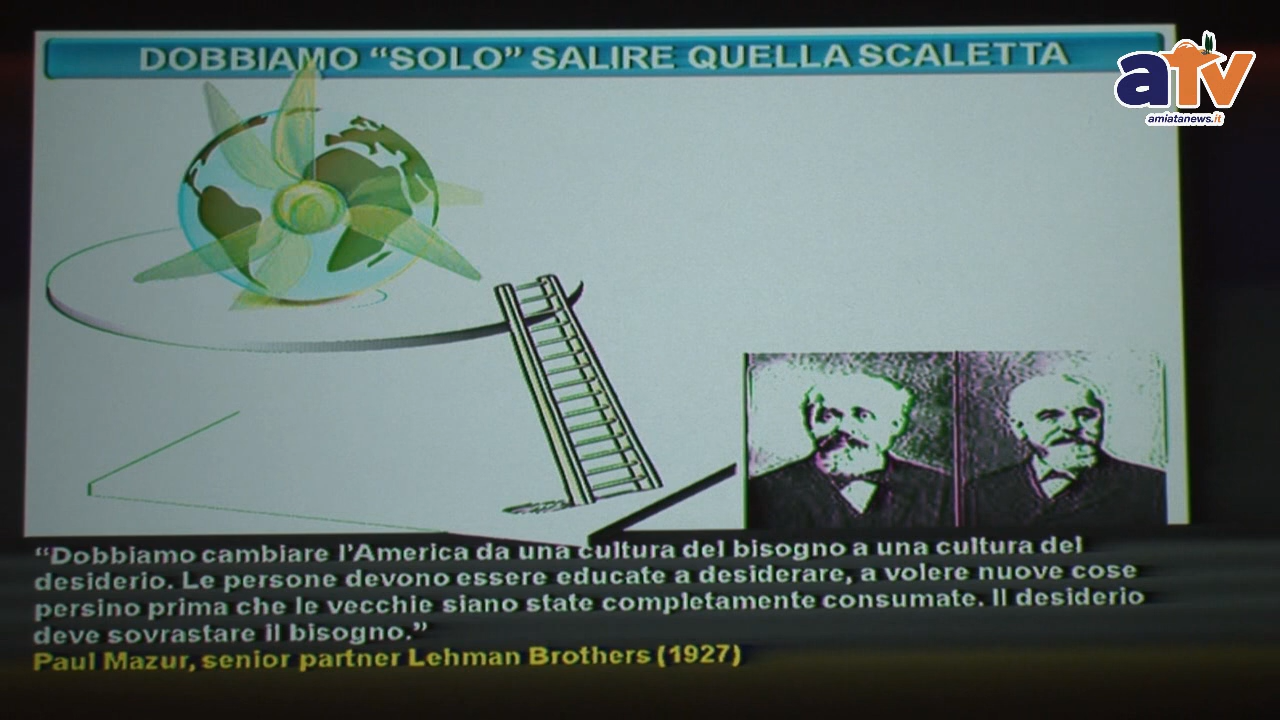 DOBBIAMO “SOLO” SALIRE QUELLA SCALETTA
aTv
amiatanews.it
“Dobbiamo cambiare l’America da una cultura del bisogno a una cultura del
desiderio. Le persone devono essere educate a desiderare, a volere nuove cose
persino prima che le vecchie siano state completamente consumate. Il desiderio
deve sovrastare il bisogno.”
Paul Mazur, senior partner Lehman Brothers (1927)